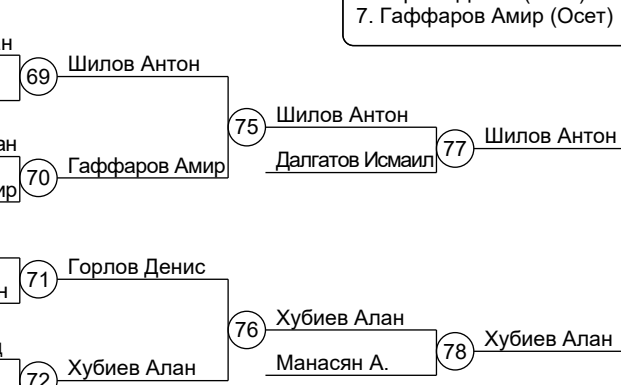 7. Гаффаров Амир (Осет)
69 Шилов Антон
75 Шилов Антон
77 Шилов Антон
Далгатов Исмаил
70 Гаффаров Амир
71 Горлов Денис
76 Хубиев Алан
78 Хубиев Алан
Манасян А.
72 Хубиев Алан